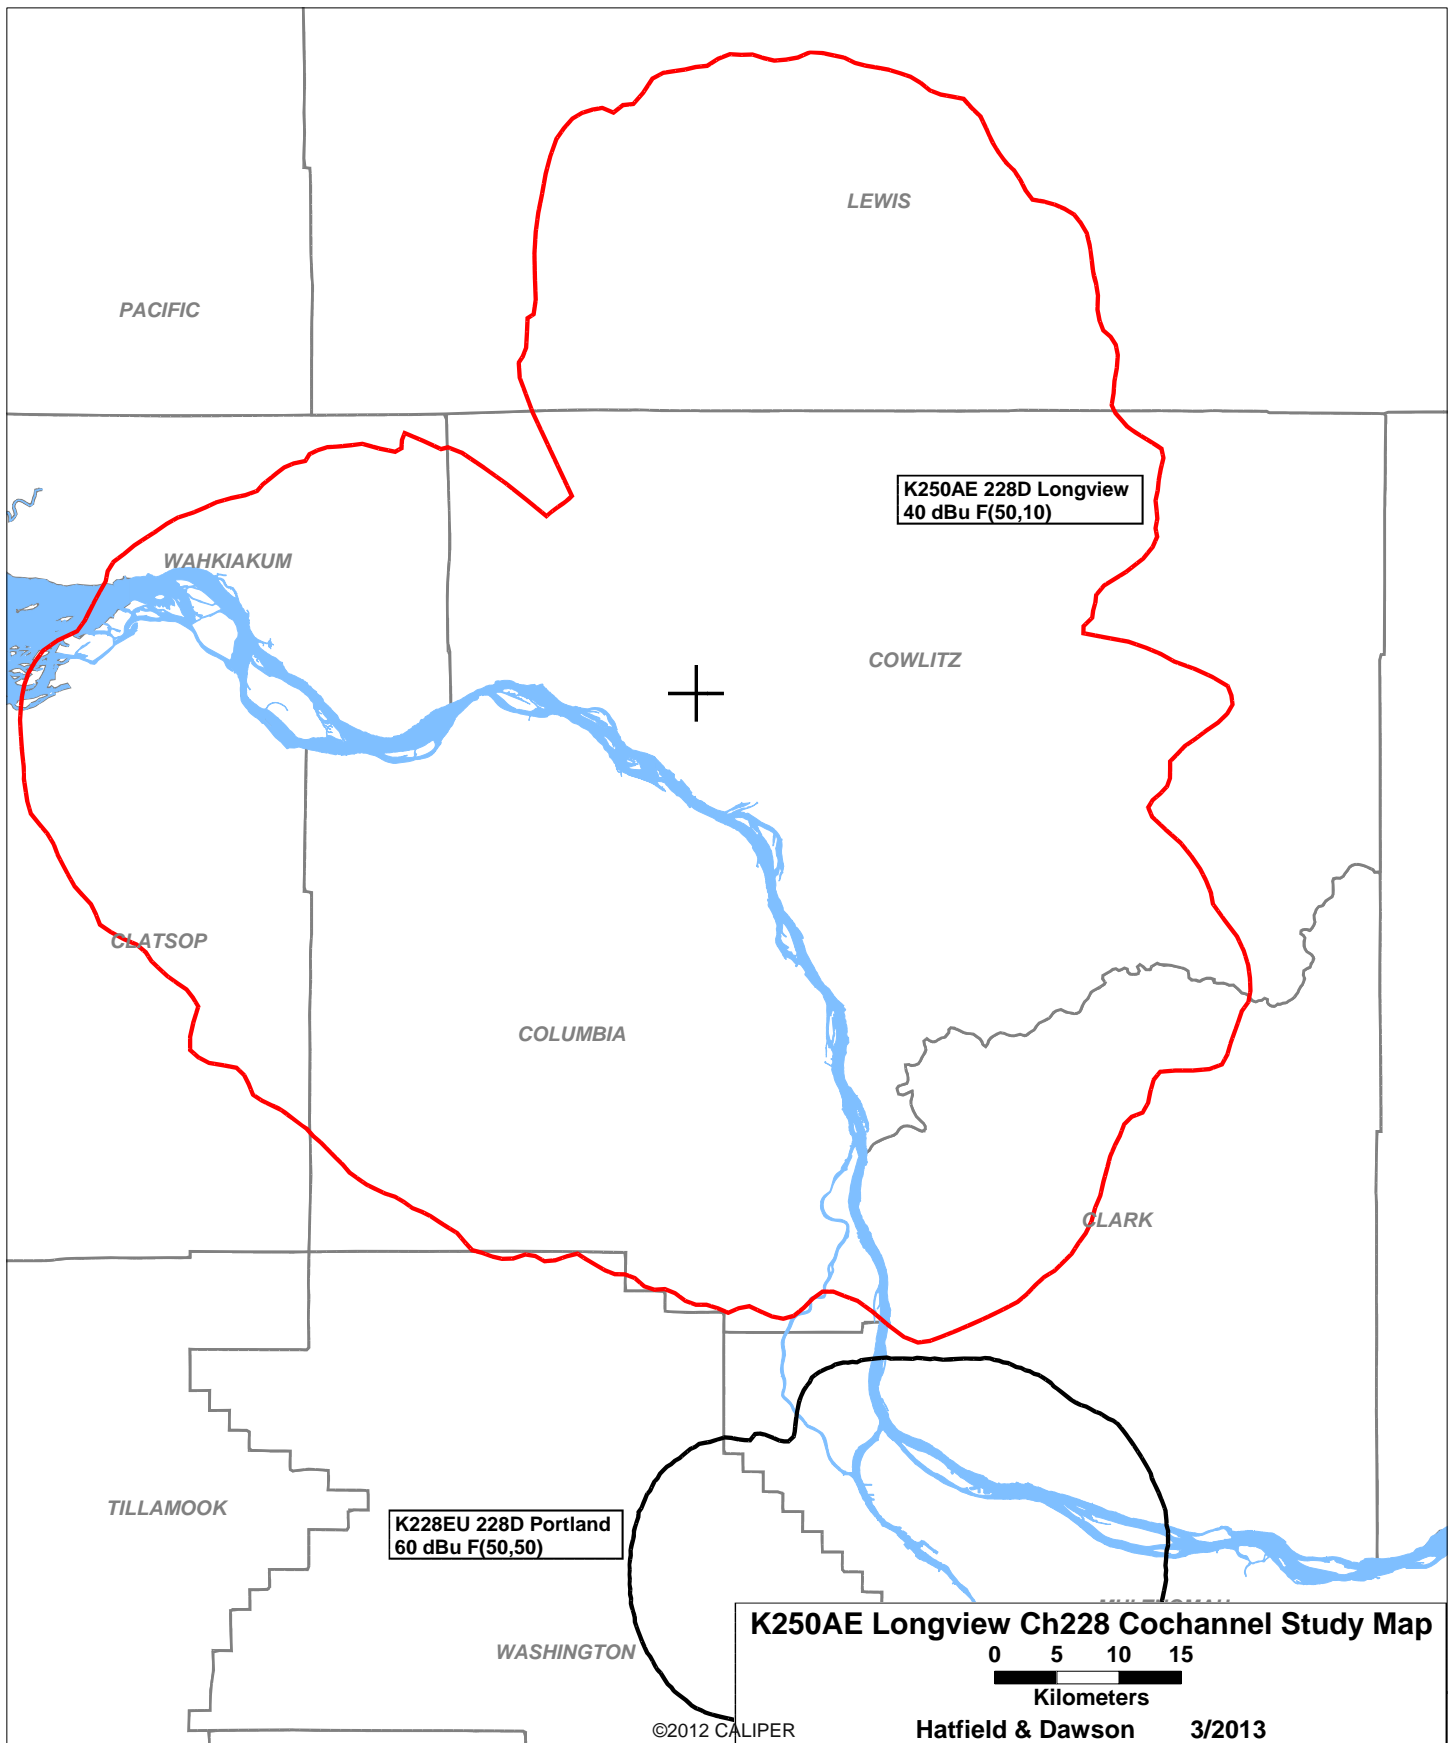 LEWIS
PACIFIC
K250AE 228D Longview
40 dBu F(50,10)
WAHKIAKUM
COWLITZ
CLATSOP
COLUMBIA
CLARK
TILLAMOOK
K228EU 228D Portland
60 dBu F(50,50)
WASHINGTON
K250AE Longview Ch228 Cochannel Study Map
0 5 10 15
Kilometers
©2012 CALIPER
Hatfield & Dawson 3/2013